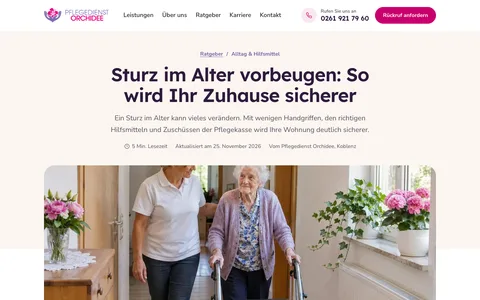 PFLEGEDIENST
ORCHIDEE
Leistungen
Über uns
Ratgeber
Karriere
Kontakt
Rufen Sie uns an
0261 921 79 60
Rückruf anfordern
Ratgeber / Alltag & Hilfsmittel
Sturz im Alter vorbeugen: So
wird Ihr Zuhause sicherer
Ein Sturz im Alter kann vieles verändern. Mit wenigen Handgriffen, den richtigen
Hilfsmitteln und Zuschüssen der Pflegekasse wird Ihre Wohnung deutlich sicherer.
5 Min. Lesezeit
Aktualisiert am 25. November 2026
Vom Pflegedienst Orchidee, Koblenz